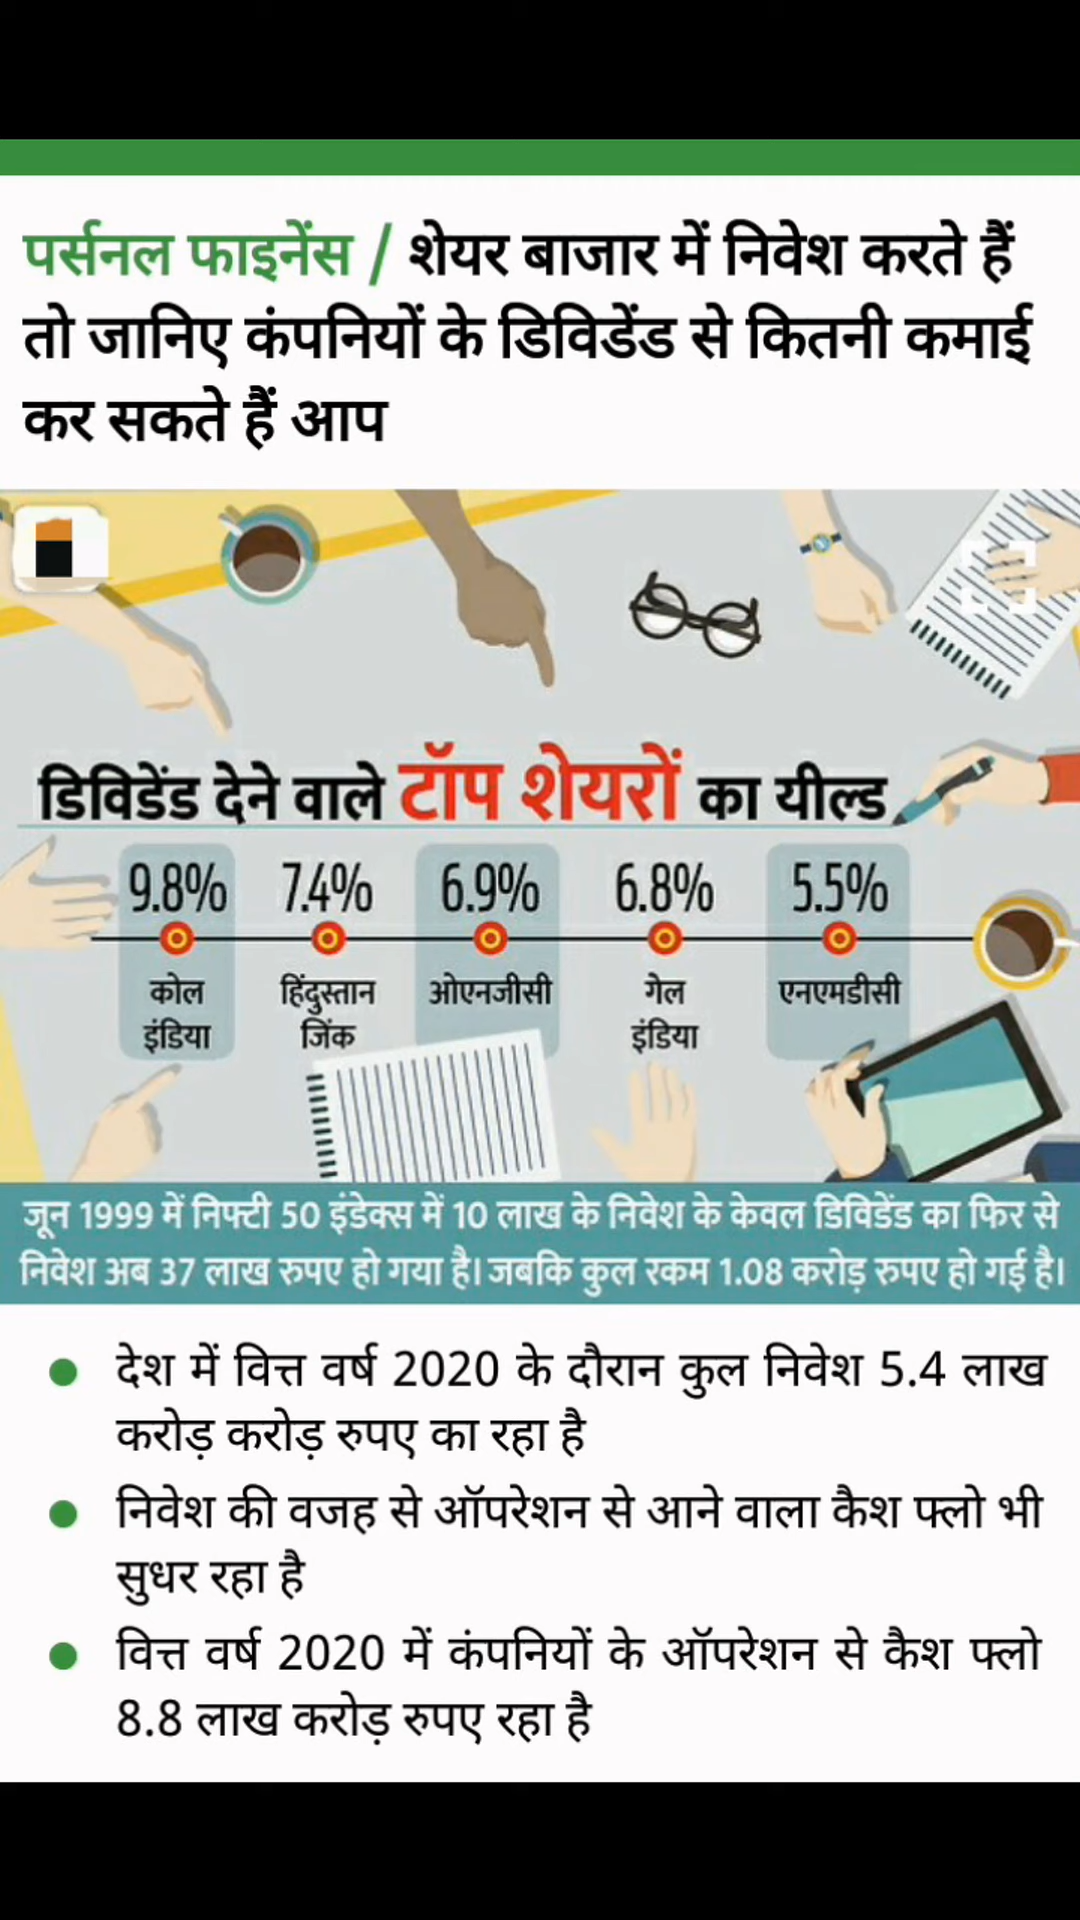 पर्सनल फाइनेंस / शेयर बाजार में निवेश करते हैं
तो जानिए कंपनियों के डिविडेंड से कितनी कमाई
कर सकते हैं आप
डिविडेंड देने वाले टॉप शेयरों का यील्ड
9.8% 7.4% 6.9% 6.8% 5.5%
कोल हिंदुस्तान ओएनजीसी गेल एनएमडीसी
इंडिया जिंक इंडिया
जून 1999 में निफ्टी 50 इंडेक्स में 10 लाख के निवेश के केवल डिविडेंड का फिर से
निवेश अब 37 लाख रुपए हो गया है। जबकि कुल रकम 1.08 करोड़ रुपए हो गई है।
देश में वित्त वर्ष 2020 के दौरान कुल निवेश 5.4 लाख
करोड़ करोड़ रुपए का रहा है
निवेश की वजह से ऑपरेशन से आने वाला कैश फ्लो भी
सुधर रहा है
वित्त वर्ष 2020 में कंपनियों के ऑपरेशन से कैश फ्लो
8.8 लाख करोड़ रुपए रहा है